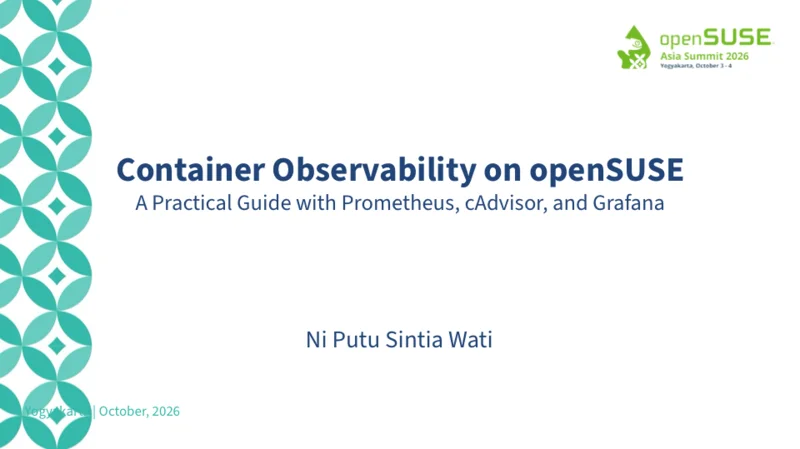 openSUSE
Asia Summit 2026
Yogyakarta, October 3 - 4
Container Observability on openSUSE
A Practical Guide with Prometheus, cAdvisor, and Grafana
Ni Putu Sintia Wati
Yogyakarta | October, 2026